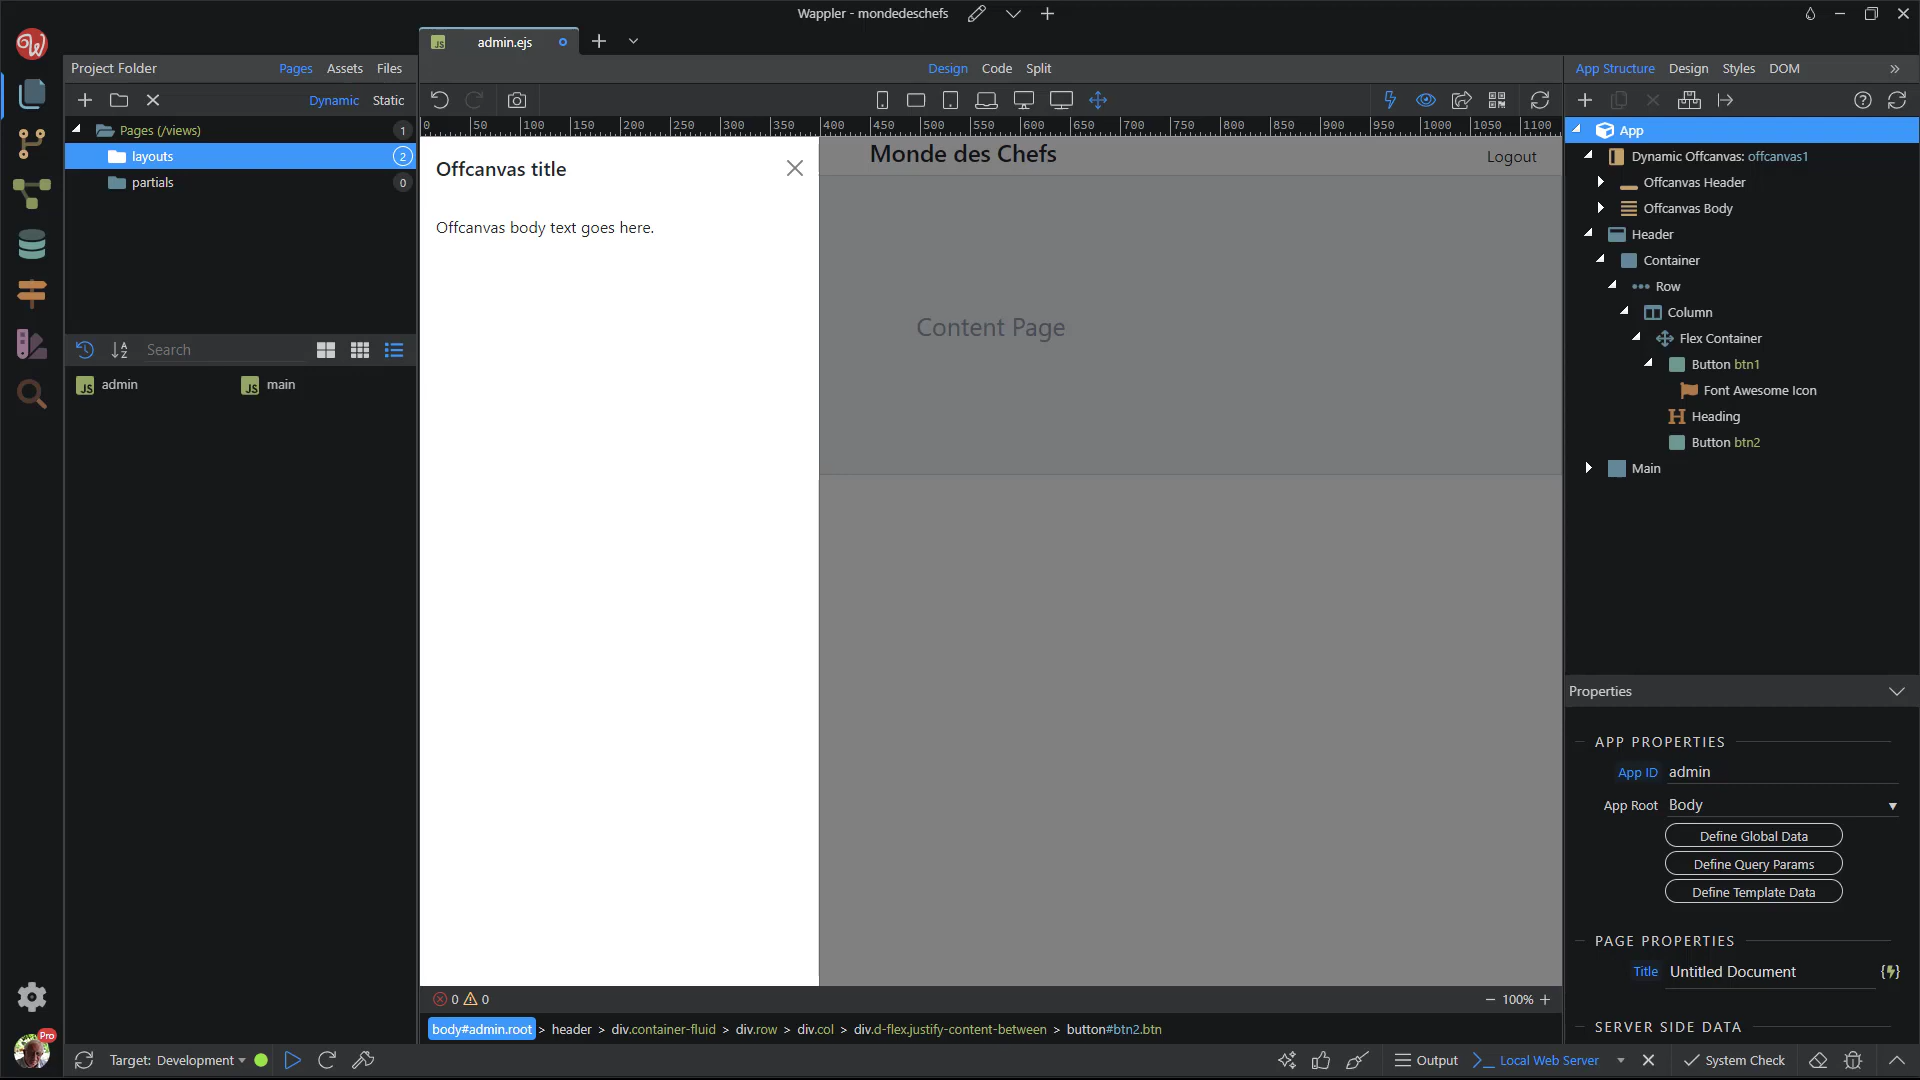 Wappler - mondedeschefs
admin.ejs
Project Folder
Pages Assets Files
Design Code Split
App Structure Design Styles DOM
Dynamic Static
Pages (/views) 1
layouts 2
partials 0
Search
JS admin
JS main
0 50 100 150 200 250 300 350 400 450 500 550 600 650 700 750 800 850 900 950 1000 1050 1100
Offcanvas title
Offcanvas body text goes here.
Monde des Chefs
Logout
Content Page
App
Dynamic Offcanvas: offcanvas1
Offcanvas Header
Offcanvas Body
Header
Container
Row
Column
Flex Container
Button btn1
Font Awesome Icon
Heading
Button btn2
Main
Properties
APP PROPERTIES
App ID admin
App Root Body
Define Global Data
Define Query Params
Define Template Data
PAGE PROPERTIES
Title Untitled Document
SERVER SIDE DATA
0 0
100%
body#admin.root > header > div.container-fluid > div.row > div.col > div.d-flex.justify-content-between > button#btn2.btn
Pro
Target: Development
Output
Local Web Server
System Check